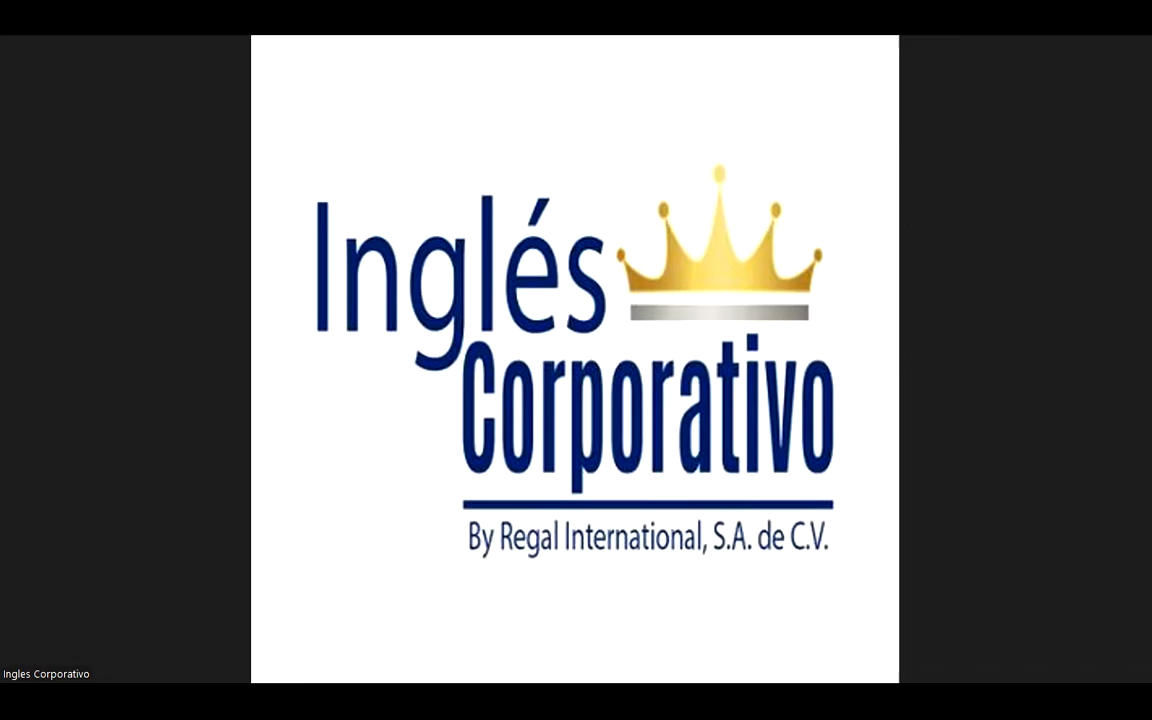 Inglés
Corporativo
By Regal International, S.A. de C.V.
Ingles Corporativo